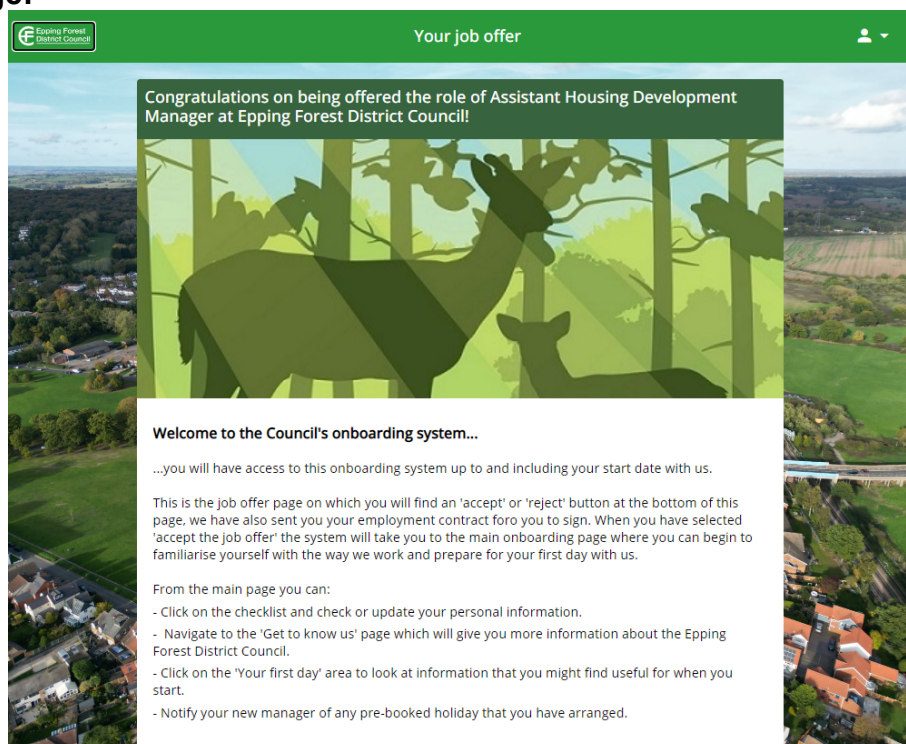 Epping Forest
District Council
Your job offer
Congratulations on being offered the role of Assistant Housing Development
Manager at Epping Forest District Council!
Welcome to the Council's onboarding system...
...you will have access to this onboarding system up to and including your start date with us.
This is the job offer page on which you will find an 'accept' or 'reject' button at the bottom of this
page, we have also sent you your employment contract foro you to sign. When you have selected
'accept the job offer' the system will take you to the main onboarding page where you can begin to
familiarise yourself with the way we work and prepare for your first day with us.
From the main page you can:
- Click on the checklist and check or update your personal information.
- Navigate to the 'Get to know us' page which will give you more information about the Epping
Forest District Council.
- Click on the 'Your first day' area to look at information that you might find useful for when you
start.
- Notify your new manager of any pre-booked holiday that you have arranged.